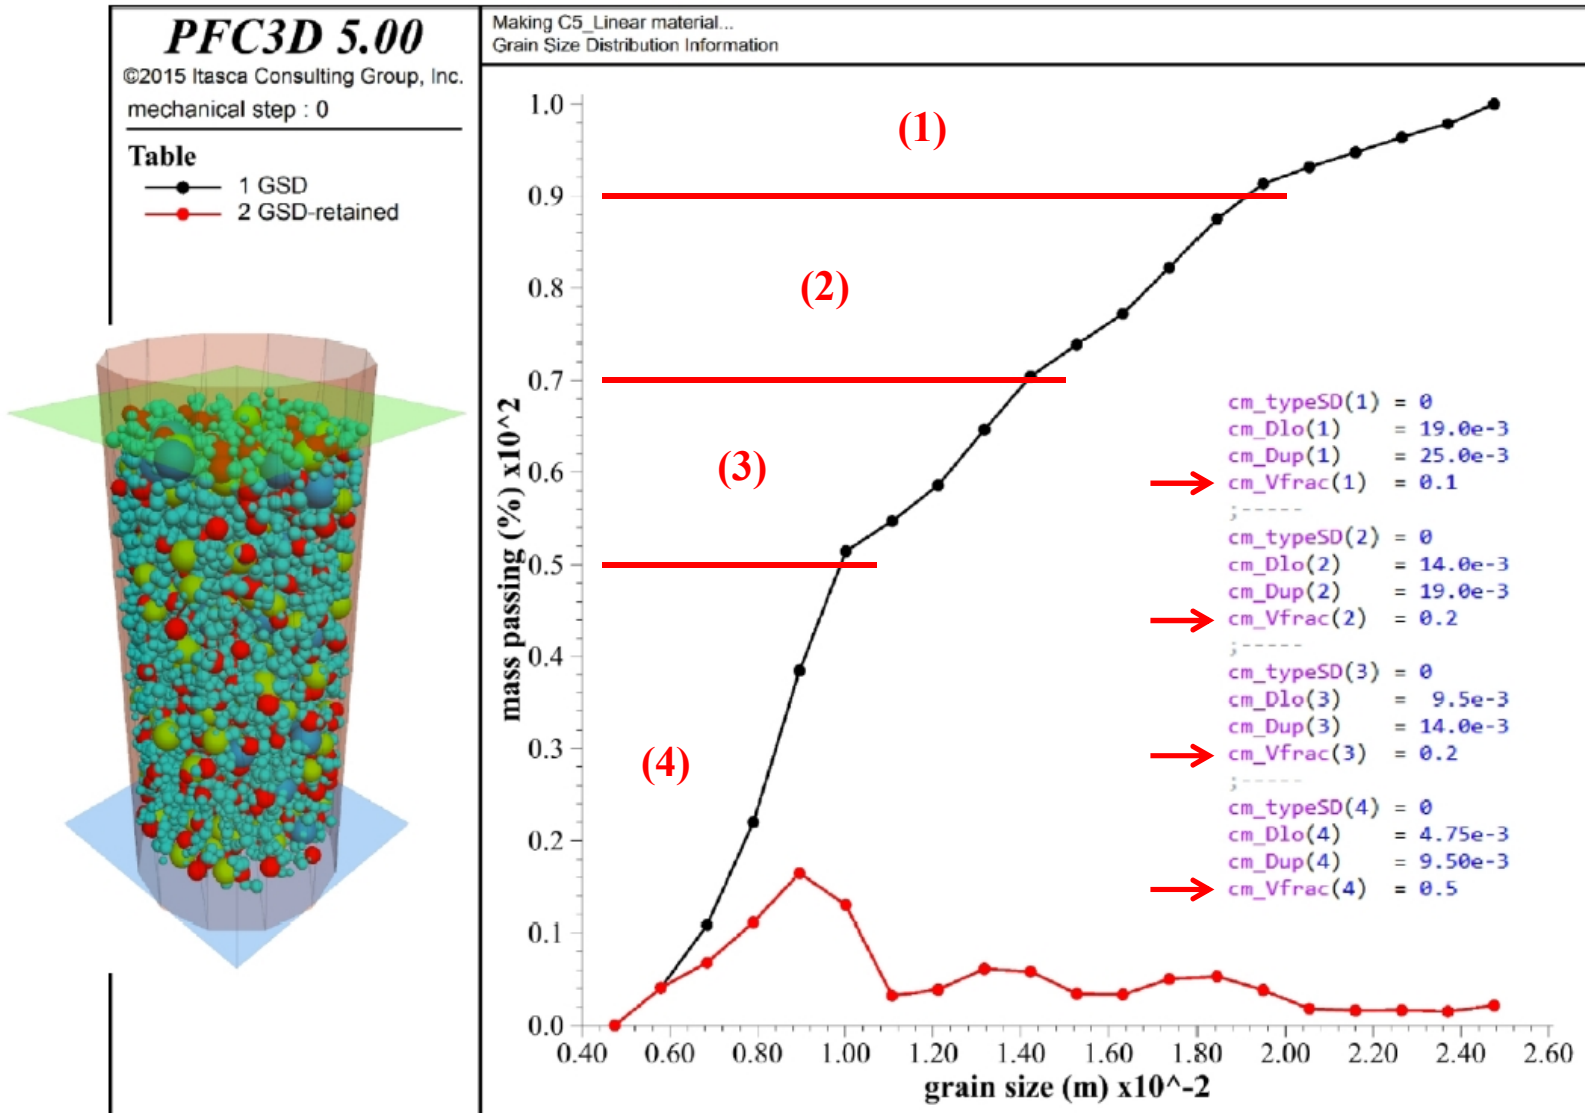 PFC3D 5.00
©2015 Itasca Consulting Group, Inc.
mechanical step : 0
Table
1 GSD
2 GSD-retained
Making C5_Linear material...
Grain Size Distribution Information
mass passing (%) x10^2
1.0
0.9
0.8
0.7
0.6
0.5
0.4
0.3
0.2
0.1
0.0
(1)
(2)
(3)
(4)
cm_typeSD(1) = 0
cm_Dlo(1) = 19.0e-3
cm_Dup(1) = 25.0e-3
cm_Vfrac(1) = 0.1
;-----
cm_typeSD(2) = 0
cm_Dlo(2) = 14.0e-3
cm_Dup(2) = 19.0e-3
cm_Vfrac(2) = 0.2
;-----
cm_typeSD(3) = 0
cm_Dlo(3) = 9.5e-3
cm_Dup(3) = 14.0e-3
cm_Vfrac(3) = 0.2
;-----
cm_typeSD(4) = 0
cm_Dlo(4) = 4.75e-3
cm_Dup(4) = 9.50e-3
cm_Vfrac(4) = 0.5
0.40 0.60 0.80 1.00 1.20 1.40 1.60 1.80 2.00 2.20 2.40 2.60
grain size (m) x10^-2